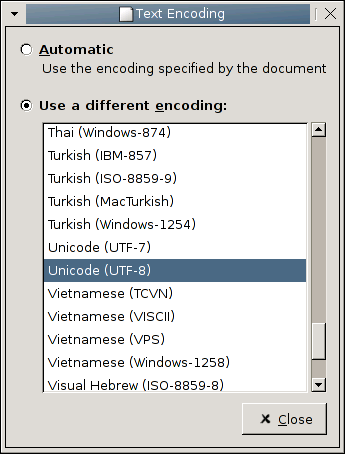 Text Encoding
Automatic
Use the encoding specified by the document
Use a different encoding:
Thai (Windows-874)
Turkish (IBM-857)
Turkish (ISO-8859-9)
Turkish (MacTurkish)
Turkish (Windows-1254)
Unicode (UTF-7)
Unicode (UTF-8)
Vietnamese (TCVN)
Vietnamese (VISCII)
Vietnamese (VPS)
Vietnamese (Windows-1258)
Visual Hebrew (ISO-8859-8)
Close